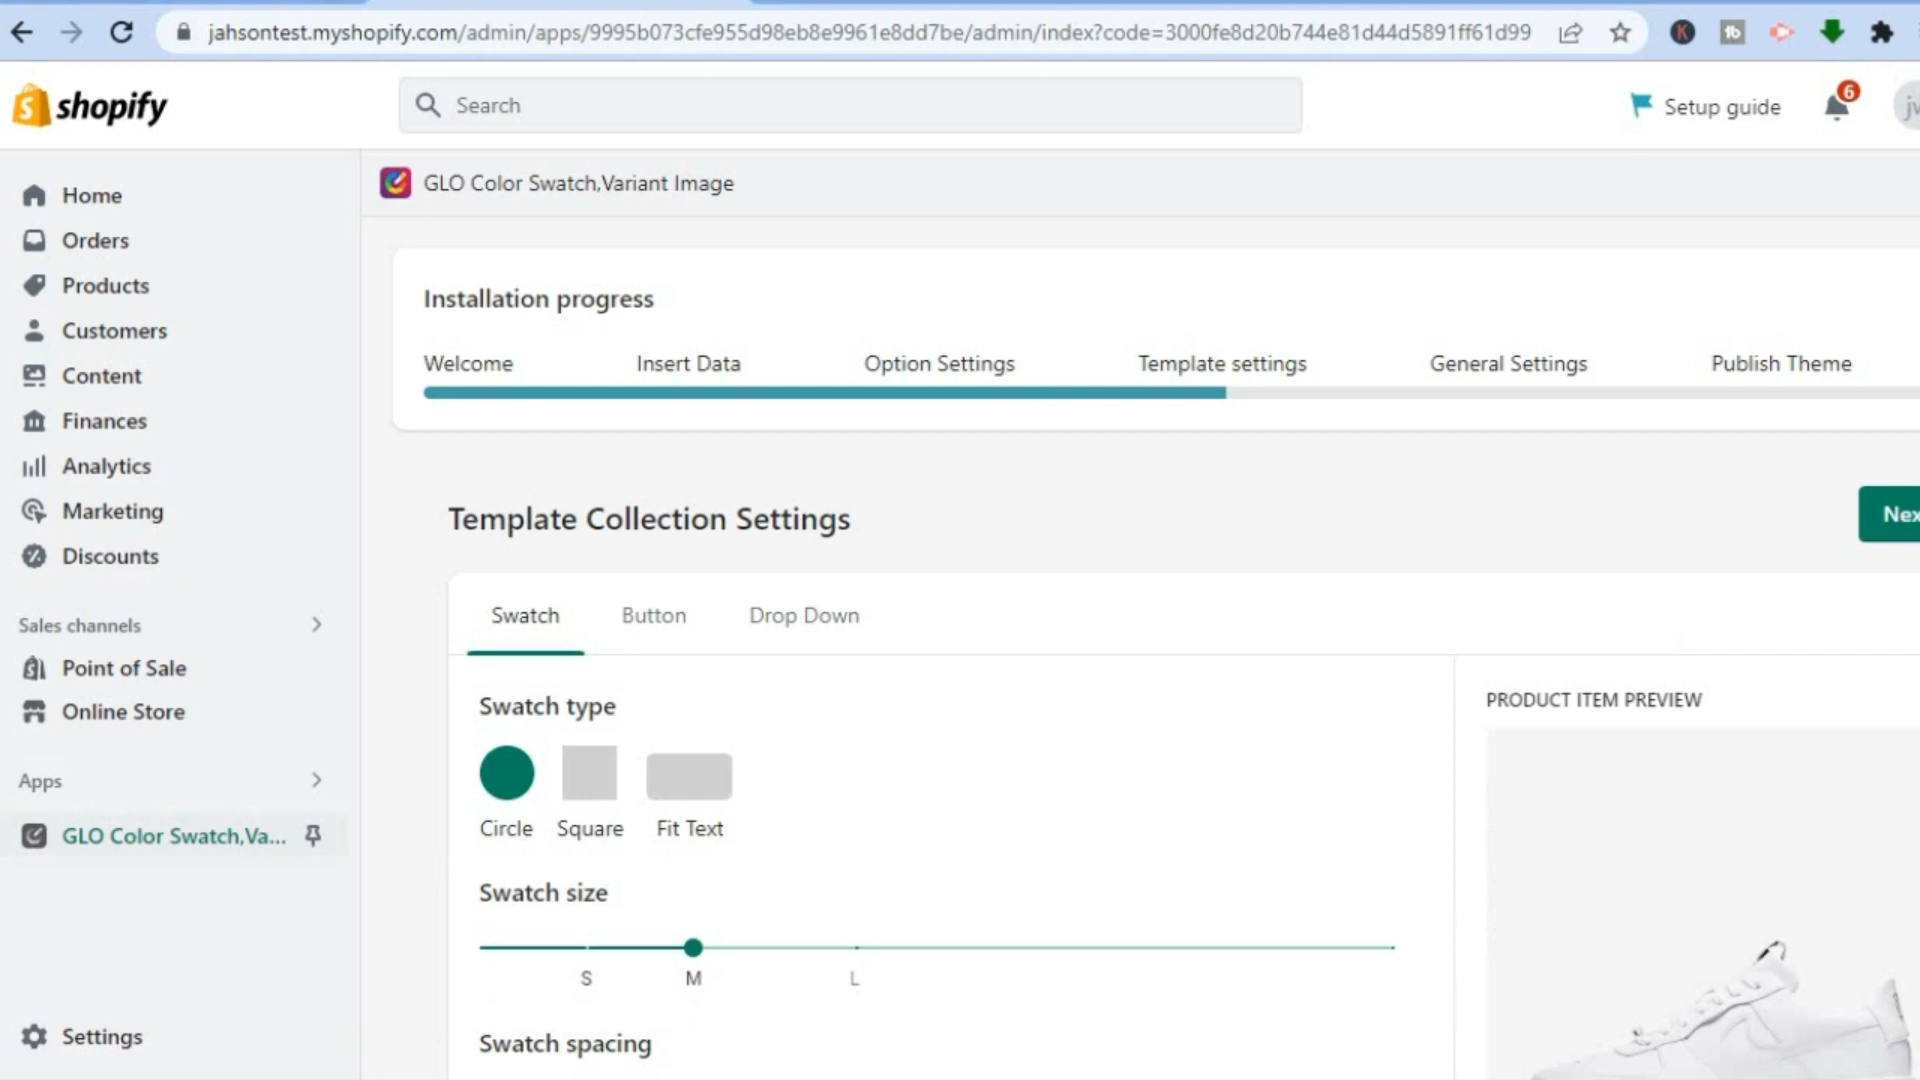 jahsontest.myshopify.com/admin/apps/9995b073cfe955d98eb8e9961e8dd7be/admin/index?code=3000fe8d20b744e81d44d5891ff61d99
shopify
Search
Setup guide
6
GLO Color Swatch,Variant Image
Home
Orders
Products
Customers
Content
Finances
Analytics
Marketing
Discounts
Sales channels
Point of Sale
Online Store
Apps
GLO Color Swatch,Va...
Settings
Installation progress
Welcome
Insert Data
Option Settings
Template settings
General Settings
Publish Theme
Template Collection Settings
Nex
Swatch
Button
Drop Down
Swatch type
Circle
Square
Fit Text
Swatch size
S
M
L
Swatch spacing
PRODUCT ITEM PREVIEW